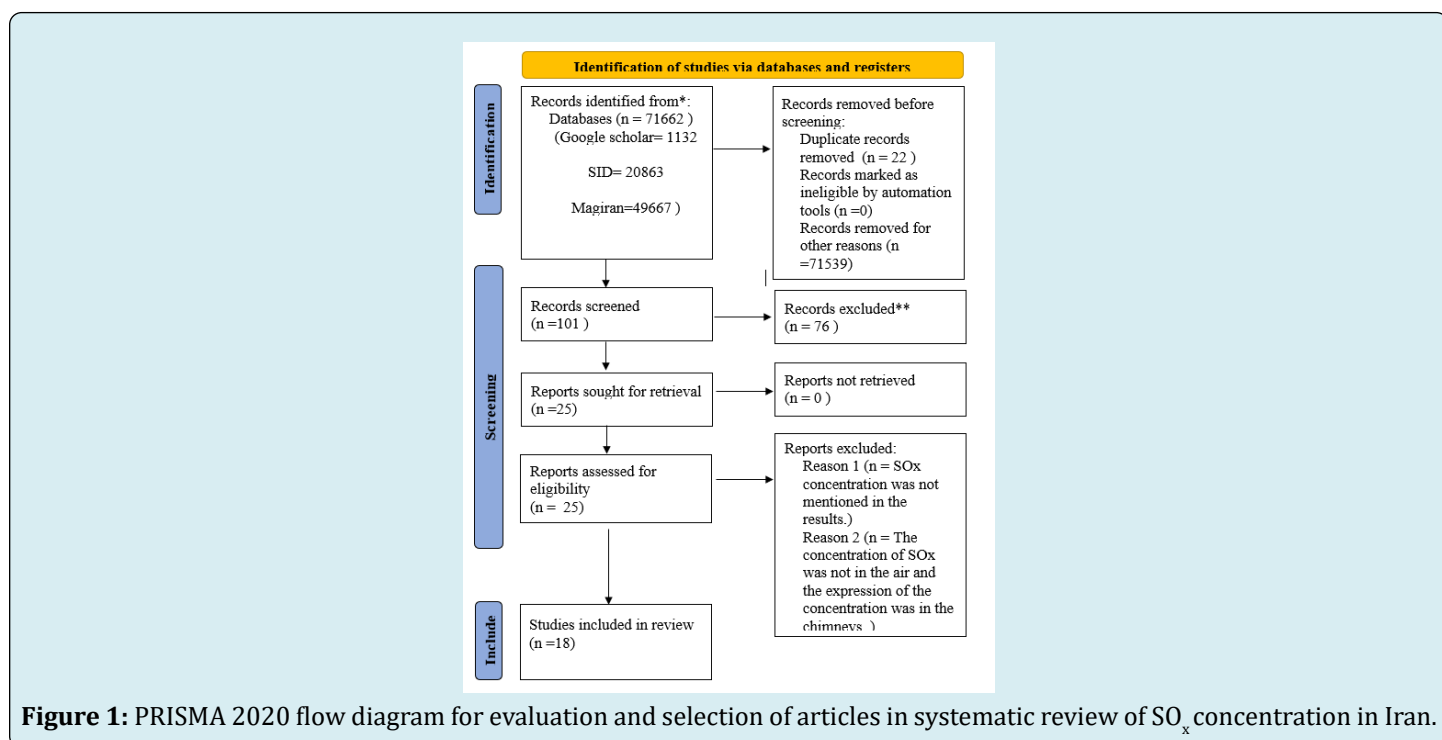 Identification of studies via databases and registers
Identification
Records identified from*:
Databases (n = 71662 )
(Google scholar= 1132
SID= 20863
Magiran=49667 )
Records removed before
screening:
Duplicate records
removed (n = 22 )
Records marked as
ineligible by automation
tools (n =0)
Records removed for
other reasons (n
=71539)
Screening
Records screened
(n =101 )
Records excluded**
(n = 76 )
Reports sought for retrieval
(n =25)
Reports not retrieved
(n = 0 )
Reports assessed for
eligibility
(n = 25)
Reports excluded:
Reason 1 (n = SOx
concentration was not
mentioned in the
results.)
Reason 2 (n = The
concentration of SOx
was not in the air and
the expression of the
concentration was in the
chimneys. )
Include
Studies included in review
(n =18)
Figure 1: PRISMA 2020 flow diagram for evaluation and selection of articles in systematic review of SOx concentration in Iran.